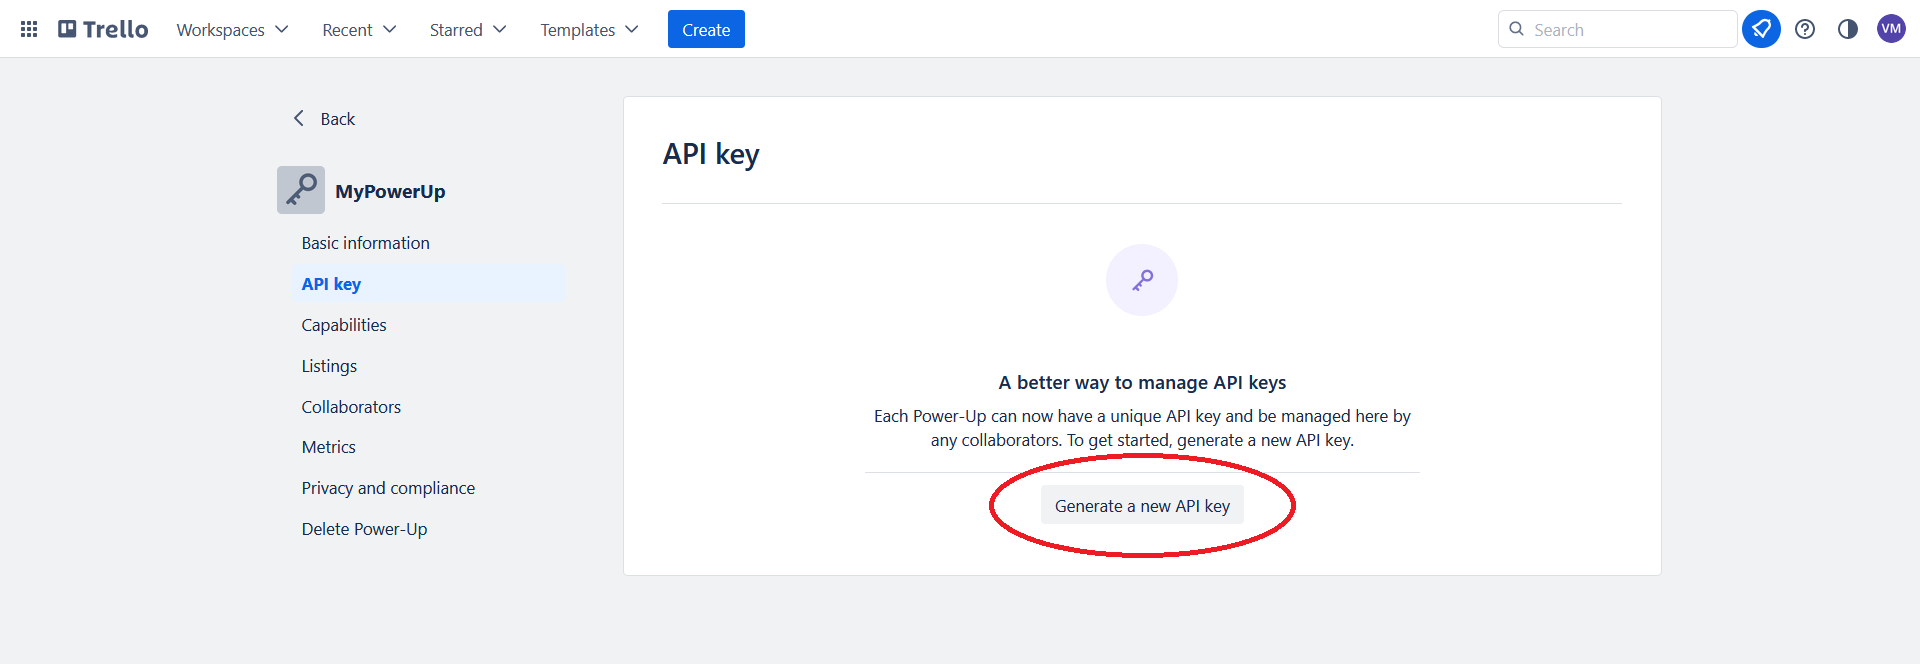 Trello Workspaces Recent Starred Templates Create Search VM
Back
MyPowerUp
Basic information
API key
Capabilities
Listings
Collaborators
Metrics
Privacy and compliance
Delete Power-Up
API key
A better way to manage API keys
Each Power-Up can now have a unique API key and be managed here by
any collaborators. To get started, generate a new API key.
Generate a new API key